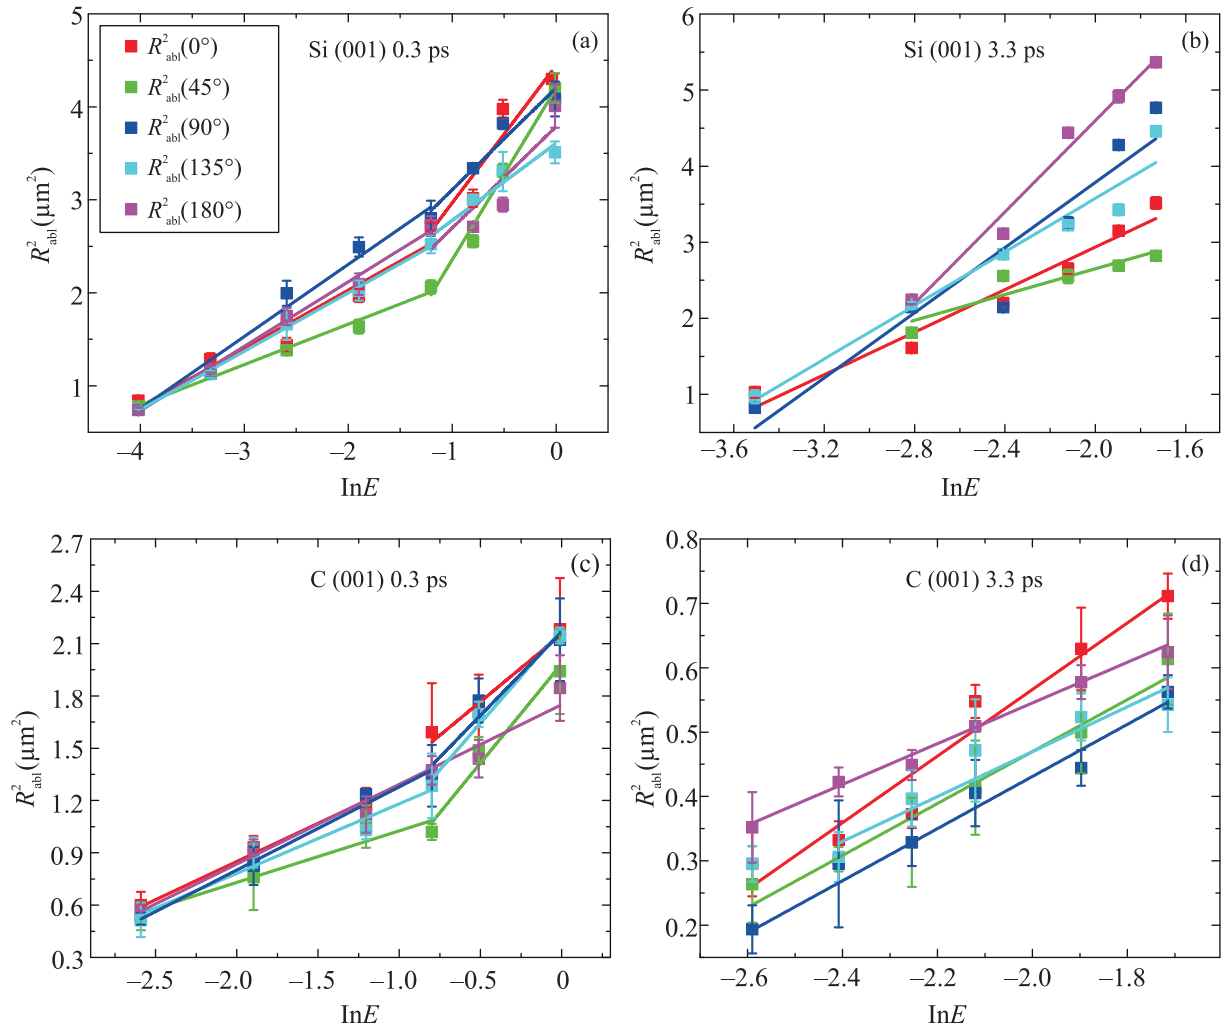 (a)
Si (001) 0.3 ps
R²abl(0°)
R²abl(45°)
R²abl(90°)
R²abl(135°)
R²abl(180°)
R²abl (μm²)
5
4
3
2
1
–4 –3 –2 –1 0
lnE
(b)
Si (001) 3.3 ps
R²abl (μm²)
6
5
4
3
2
1
–3.6 –3.2 –2.8 –2.4 –2.0 –1.6
lnE
(c)
C (001) 0.3 ps
R²abl (μm²)
2.7
2.4
2.1
1.8
1.5
1.2
0.9
0.6
0.3
–2.5 –2.0 –1.5 –1.0 –0.5 0
lnE
(d)
C (001) 3.3 ps
R²abl (μm²)
0.8
0.7
0.6
0.5
0.4
0.3
0.2
–2.6 –2.4 –2.2 –2.0 –1.8
lnE